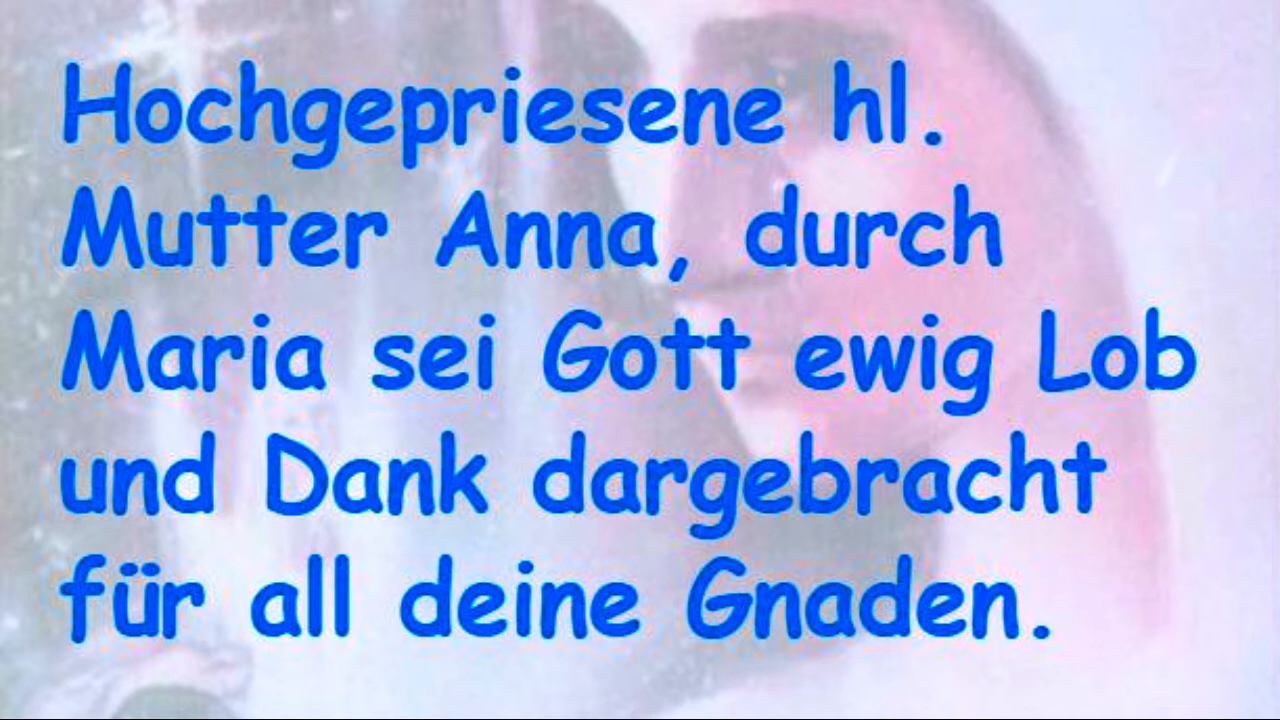 Hochgepriesene hl.
Mutter Anna, durch
Maria sei Gott ewig Lob
und Dank dargebracht
für all deine Gnaden.